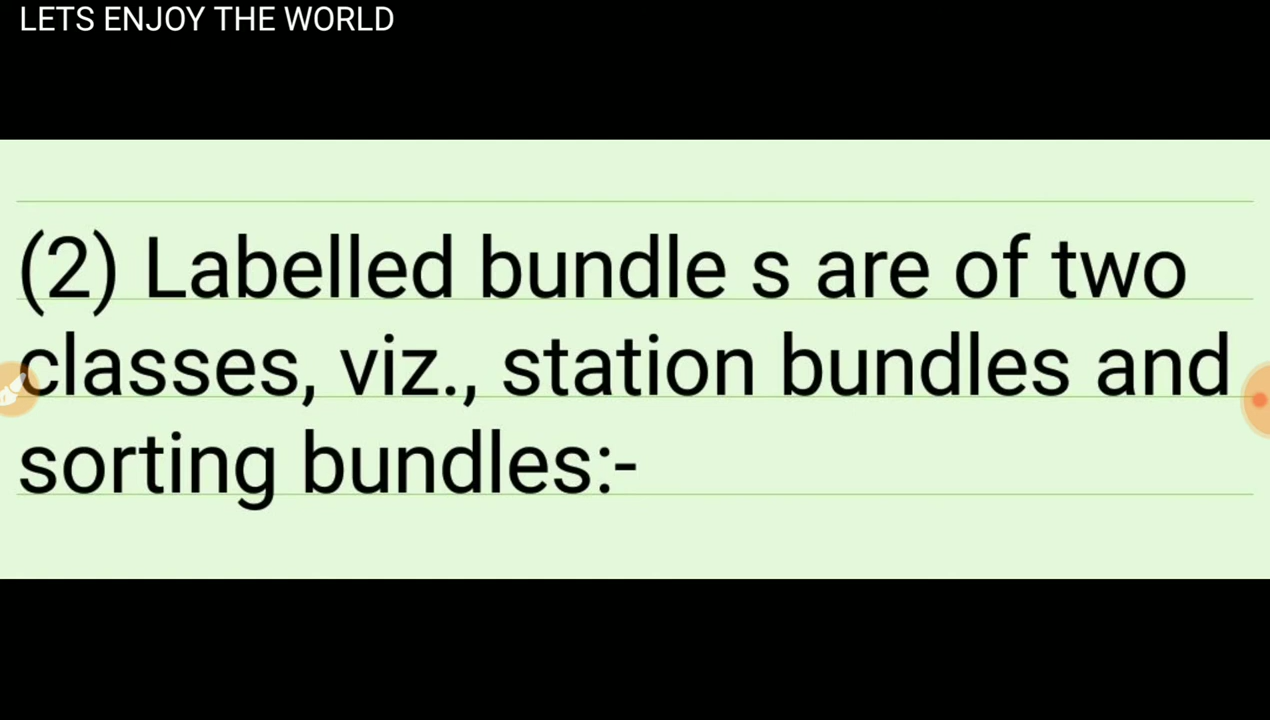 LETS ENJOY THE WORLD
(2) Labelled bundle s are of two
classes, viz., station bundles and
sorting bundles:-